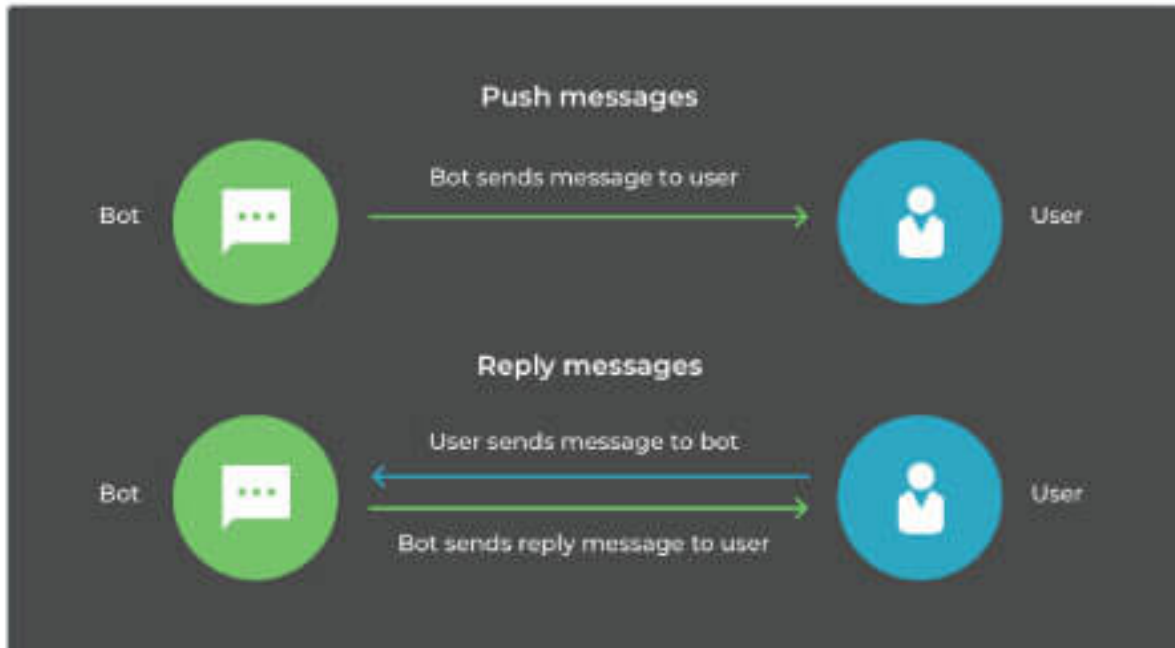 Push messages
Bot sends message to user
Bot
User
Reply messages
User sends message to bot
Bot
User
Bot sends reply message to user